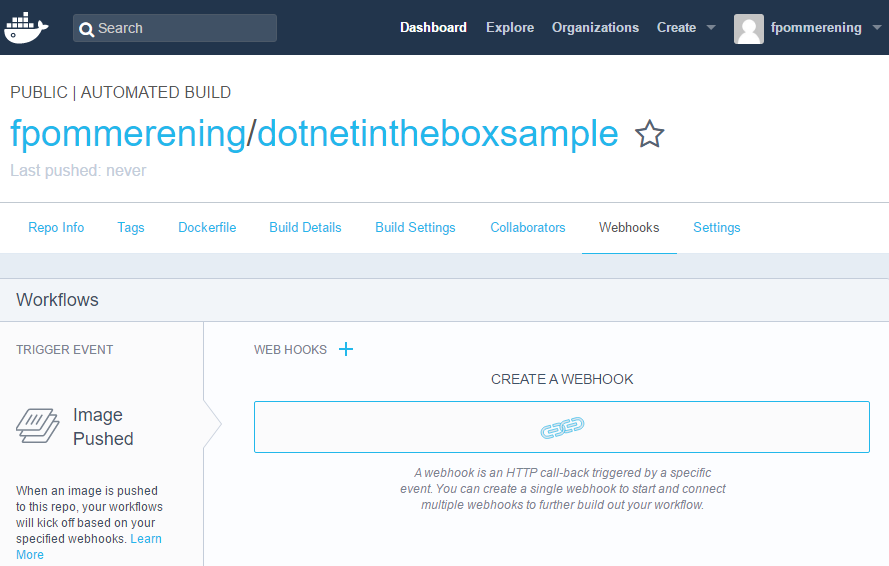 Search
Dashboard Explore Organizations Create fpommerening
PUBLIC | AUTOMATED BUILD
fpommerening/dotnetintheboxsample
Last pushed: never
Repo Info Tags Dockerfile Build Details Build Settings Collaborators Webhooks Settings
Workflows
TRIGGER EVENT
Image
Pushed
When an image is pushed
to this repo, your workflows
will kick off based on your
specified webhooks. Learn
More
WEB HOOKS
CREATE A WEBHOOK
A webhook is an HTTP call-back triggered by a specific
event. You can create a single webhook to start and connect
multiple webhooks to further build out your workflow.